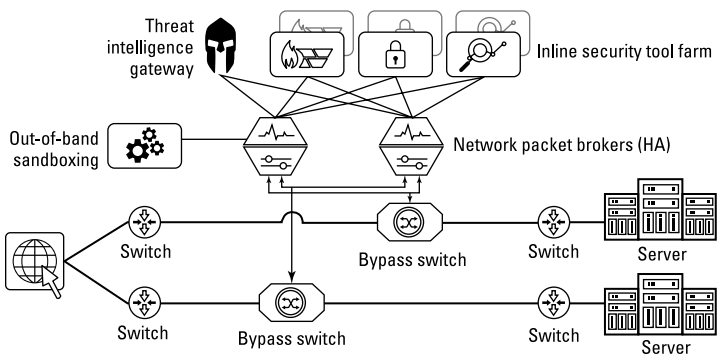 Threat
intelligence
gateway
Inline security tool farm
Out-of-band
sandboxing
Network packet brokers (HA)
Switch
Bypass switch
Switch
Server
Switch
Bypass switch
Switch
Server